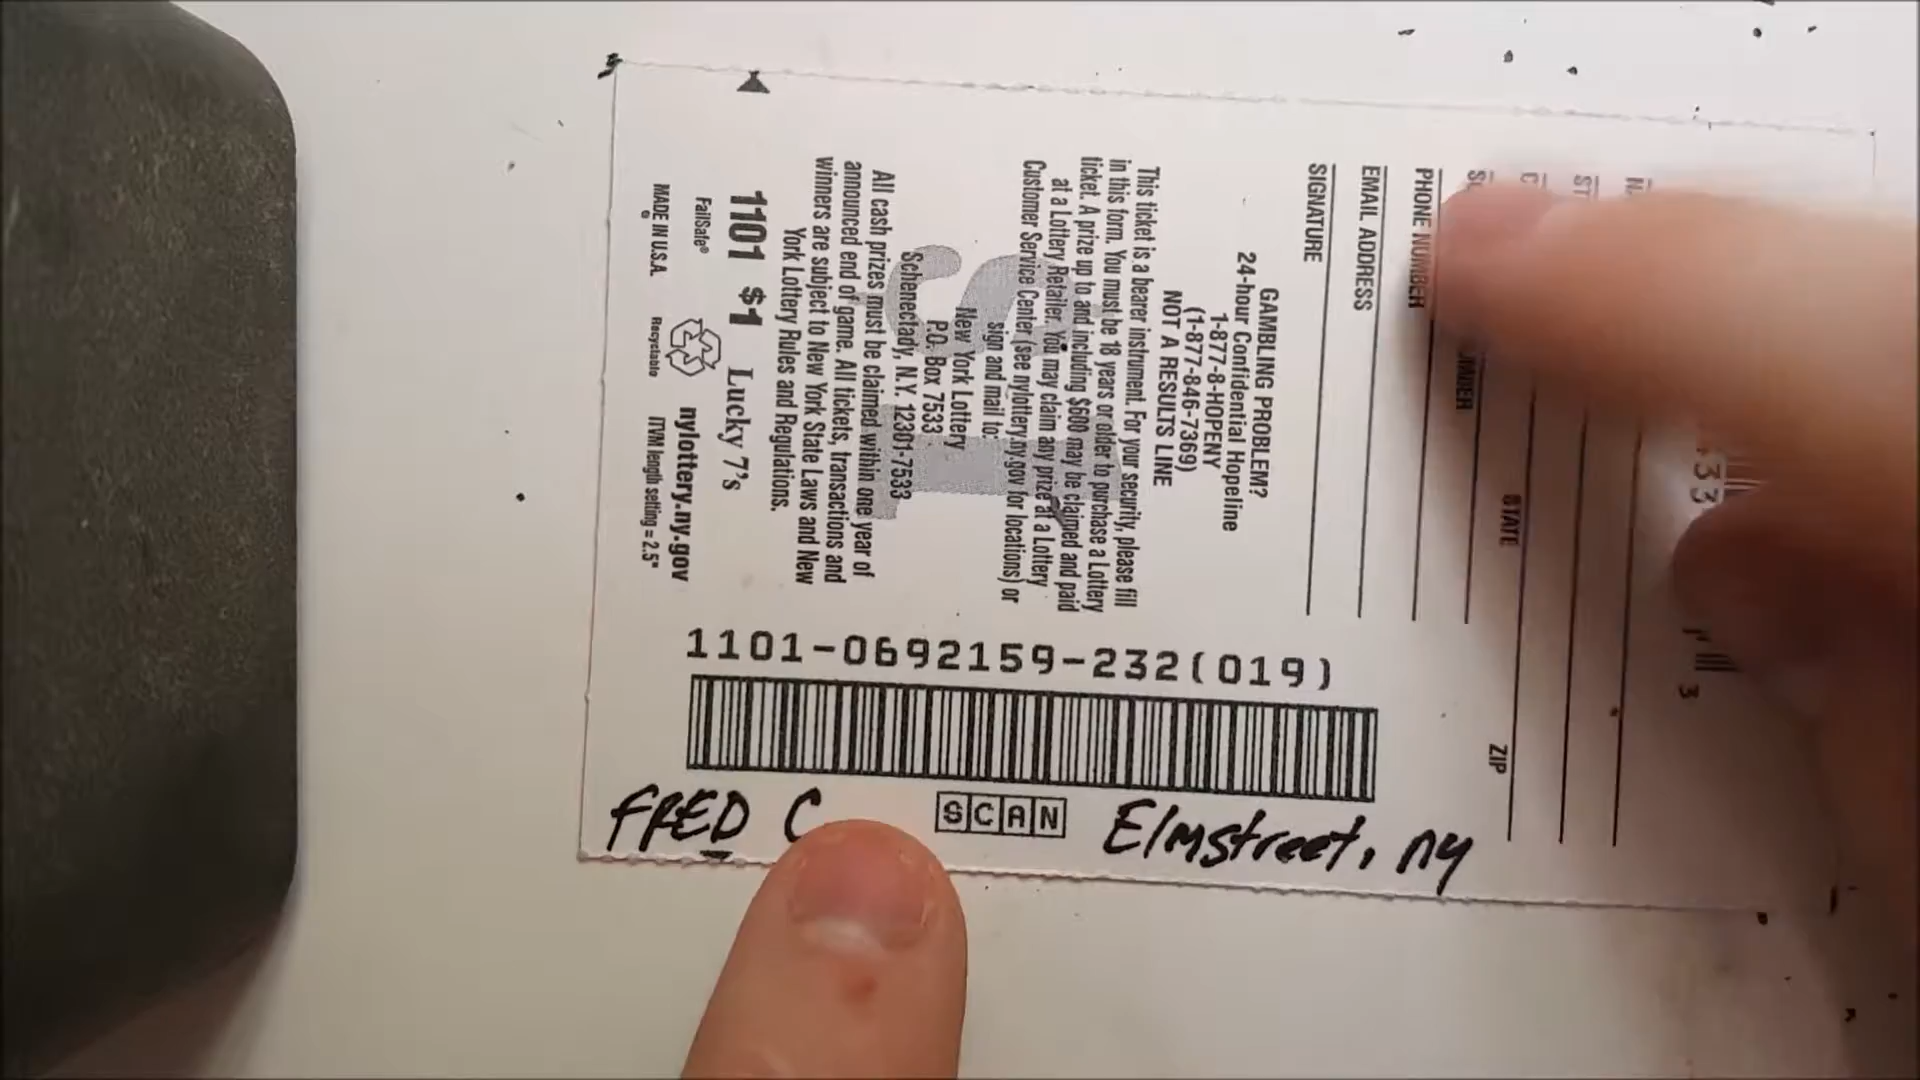 SIGNATURE
EMAIL ADDRESS
PHONE NUMBER
STATE
ZIP
GAMBLING PROBLEM?
24-hour Confidential Hopeline
1-877-8-HOPENY
(1-877-846-7369)
NOT A RESULTS LINE
This ticket is a bearer instrument. For your security, please fill
in this form. You must be 18 years or older to purchase a Lottery
ticket. A prize up to and including $600 may be claimed and paid
at a Lottery Retailer. You may claim any prize at a Lottery
Customer Service Center (see nylottery.ny.gov for locations) or
sign and mail to:
New York Lottery
P.O. Box 7533
Schenectady, N.Y. 12301-7533
All cash prizes must be claimed within one year of
announced end of game. All tickets, transactions and
winners are subject to New York State Laws and New
York Lottery Rules and Regulations.
1101 $1 Lucky 7's
FailSafe®
Recyclable
nylottery.ny.gov
MADE IN U.S.A.
ITVM length setting = 2.5"
1101-0692159-232(019)
FRED C
SCAN
Elmstreet, ny